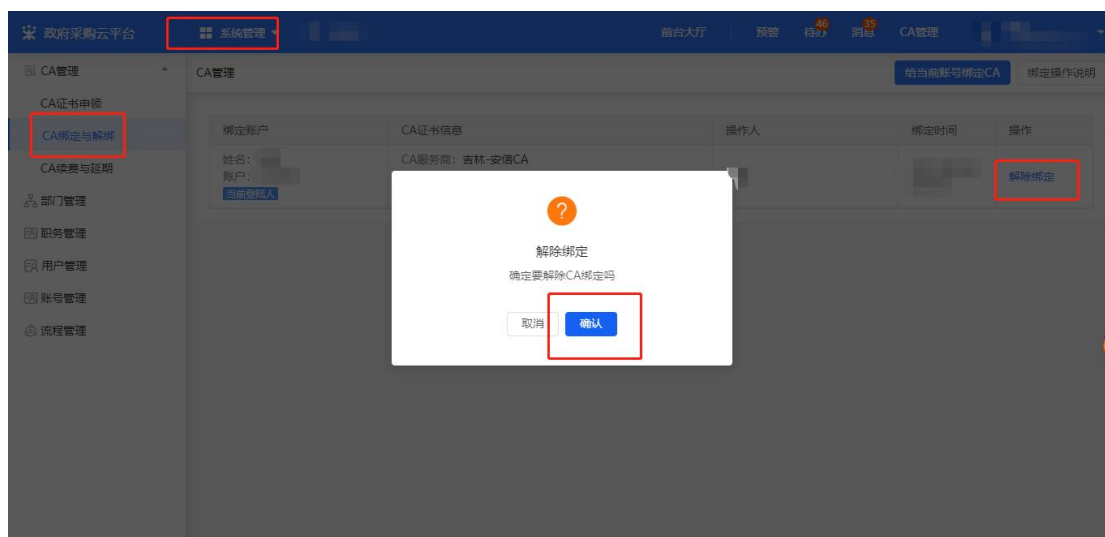 政府采购云平台
系统管理
前台大厅
预警
待办
46
消息
35
CA管理
CA管理
CA证书申领
CA绑定与解绑
CA续费与延期
部门管理
职务管理
用户管理
账号管理
流程管理
CA管理
给当前账号绑定CA
绑定操作说明
绑定账户
CA证书信息
操作人
绑定时间
操作
姓名：
账户：
当前登陆人
CA服务商：吉林-安信CA
解除绑定
解除绑定
确定要解除CA绑定吗
取消
确认